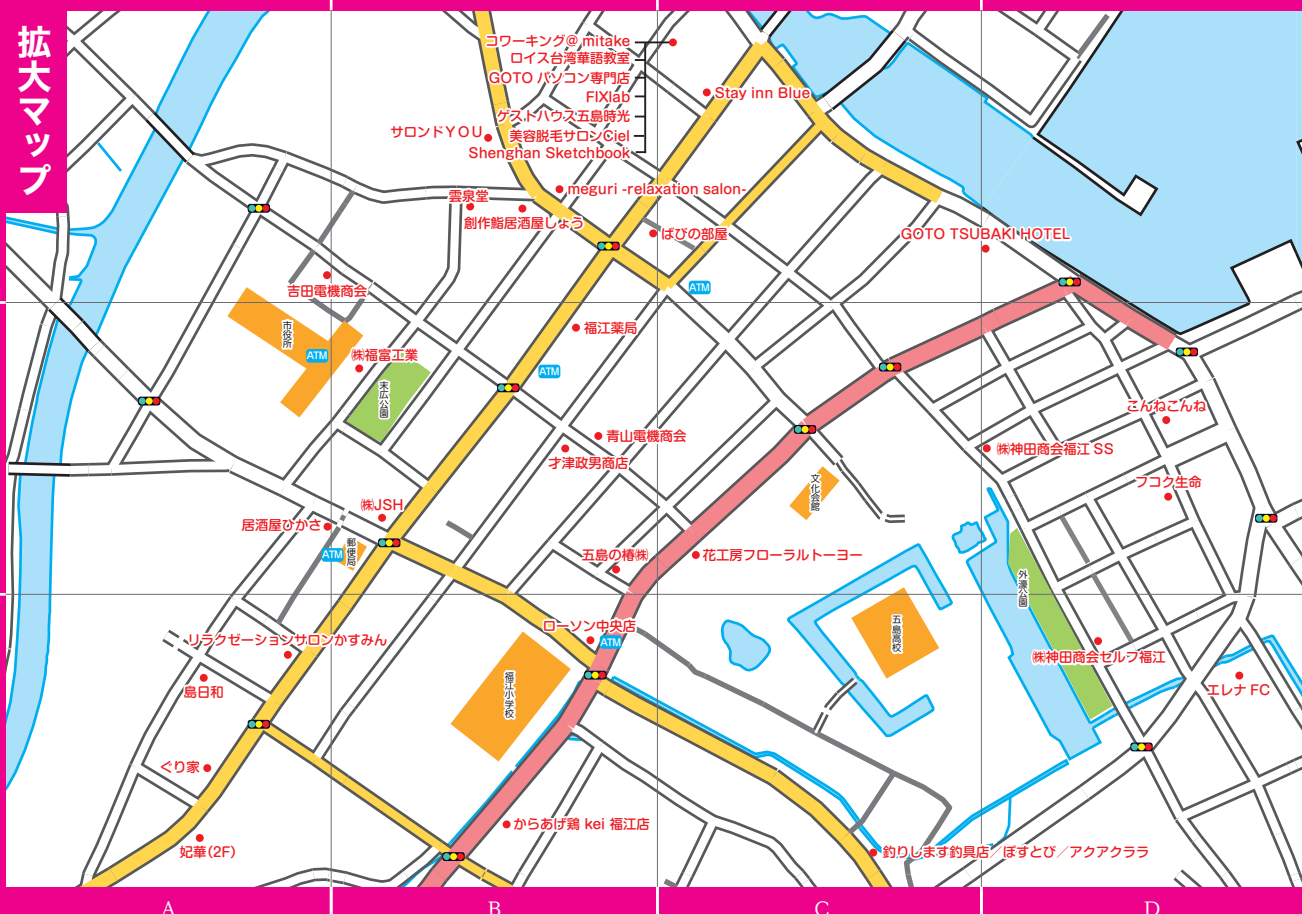 拡大マップ
コワーキング@ mitake
ロイス台湾華語教室
GOTO パソコン専門店
FIXlab
ゲストハウス五島時光
美容脱毛サロンCiel
Shenghan Sketchbook
Stay inn Blue
サロンドＹＯＵ
meguri -relaxation salon-
雲泉堂
創作鮨居酒屋しょう
ばびの部屋
GOTO TSUBAKI HOTEL
吉田電機商会
ATM
市役所
ATM
㈱福富工業
末広公園
福江薬局
ATM
青山電機商会
才津政男商店
こんねこんね
㈱神田商会福江 SS
文化会館
フコク生命
㈱JSH
居酒屋ひかさ
ATM
郵便局
五島の椿㈱
花工房フローラルトーヨー
外濠公園
ローソン中央店
ATM
リラクゼーションサロンかすみん
島日和
福江小学校
五島高校
㈱神田商会セルフ福江
エレナ FC
ぐり家
妃華(2F)
からあげ鶏 kei 福江店
釣りします釣具店／ぽすとび／アクアクララ
A
B
C
D